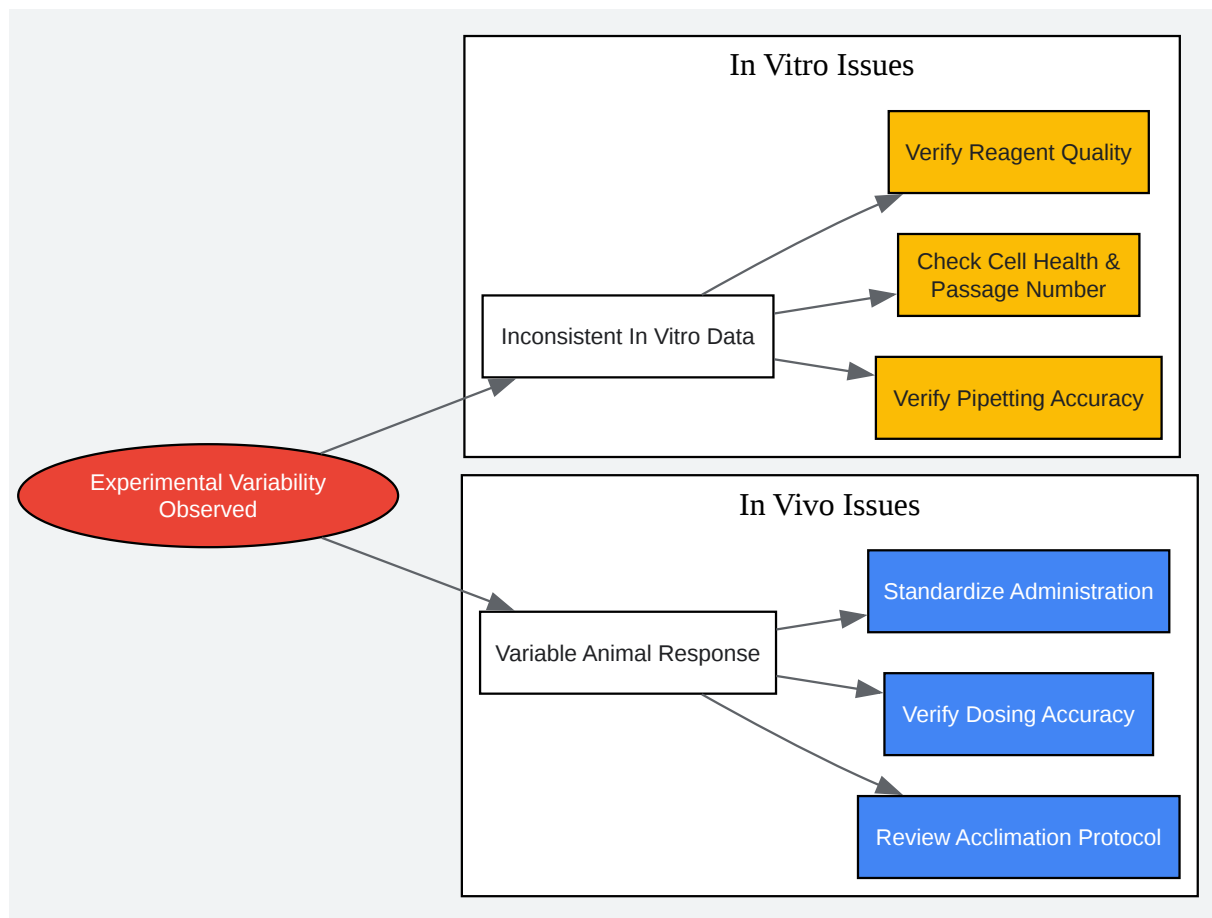 In Vitro Issues
Verify Reagent Quality
Check Cell Health &
Passage Number
Inconsistent In Vitro Data
Verify Pipetting Accuracy
Experimental Variability
Observed
In Vivo Issues
Standardize Administration
Variable Animal Response
Verify Dosing Accuracy
Review Acclimation Protocol